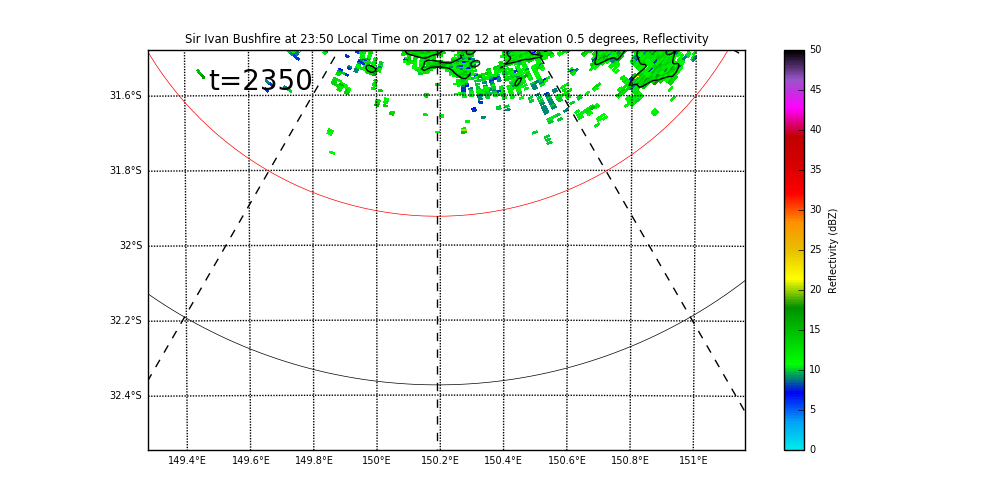 Sir Ivan Bushfire at 23:50 Local Time on 2017 02 12 at elevation 0.5 degrees, Reflectivity
t=2350
31.6°S
31.8°S
32°S
32.2°S
32.4°S
149.4°E 149.6°E 149.8°E 150°E 150.2°E 150.4°E 150.6°E 150.8°E 151°E
50
45
40
35
30
25
20
15
10
5
0
Reflectivity (dBZ)